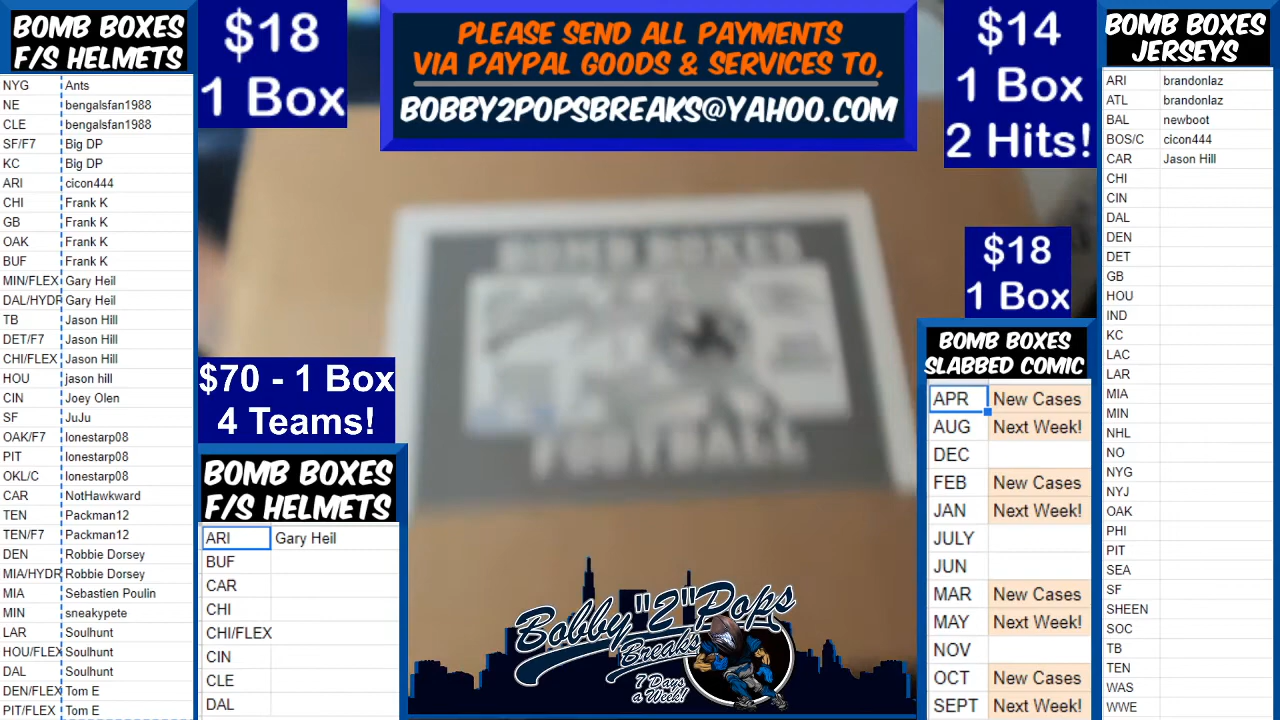 BOMB BOXES
F/S HELMETS
NYG Ants
NE bengalsfan1988
CLE bengalsfan1988
SF/F7 Big DP
KC Big DP
ARI cicon444
CHI Frank K
GB Frank K
OAK Frank K
BUF Frank K
MIN/FLEX Gary Heil
DAL/HYDR Gary Heil
TB Jason Hill
DET/F7 Jason Hill
CHI/FLEX Jason Hill
HOU jason hill
CIN Joey Olen
SF JuJu
OAK/F7 lonestarp08
PIT lonestarp08
OKL/C lonestarp08
CAR NotHawkward
TEN Packman12
TEN/F7 Packman12
DEN Robbie Dorsey
MIA/HYDR Robbie Dorsey
MIA Sebastien Poulin
MIN sneakypete
LAR Soulhunt
HOU/FLEX Soulhunt
DAL Soulhunt
DEN/FLEX Tom E
PIT/FLEX Tom E
$18
1 Box
$70 - 1 Box
4 Teams!
BOMB BOXES
F/S HELMETS
ARI Gary Heil
BUF
CAR
CHI
CHI/FLEX
CIN
CLE
DAL
PLEASE SEND ALL PAYMENTS
VIA PAYPAL GOODS & SERVICES TO,
BOBBY2POPSBREAKS@YAHOO.COM
BOMB BOXES
FOOTBALL
Bobby "2" Pops
Breaks
7 Days
a Week!
$14
1 Box
2 Hits!
$18
1 Box
BOMB BOXES
SLABBED COMIC
APR New Cases
AUG Next Week!
DEC
FEB New Cases
JAN Next Week!
JULY
JUN
MAR New Cases
MAY Next Week!
NOV
OCT New Cases
SEPT Next Week!
BOMB BOXES
JERSEYS
ARI brandonlaz
ATL brandonlaz
BAL newboot
BOS/C cicon444
CAR Jason Hill
CHI
CIN
DAL
DEN
DET
GB
HOU
IND
KC
LAC
LAR
MIA
MIN
NHL
NO
NYG
NYJ
OAK
PHI
PIT
SEA
SF
SHEEN
SOC
TB
TEN
WAS
WWE